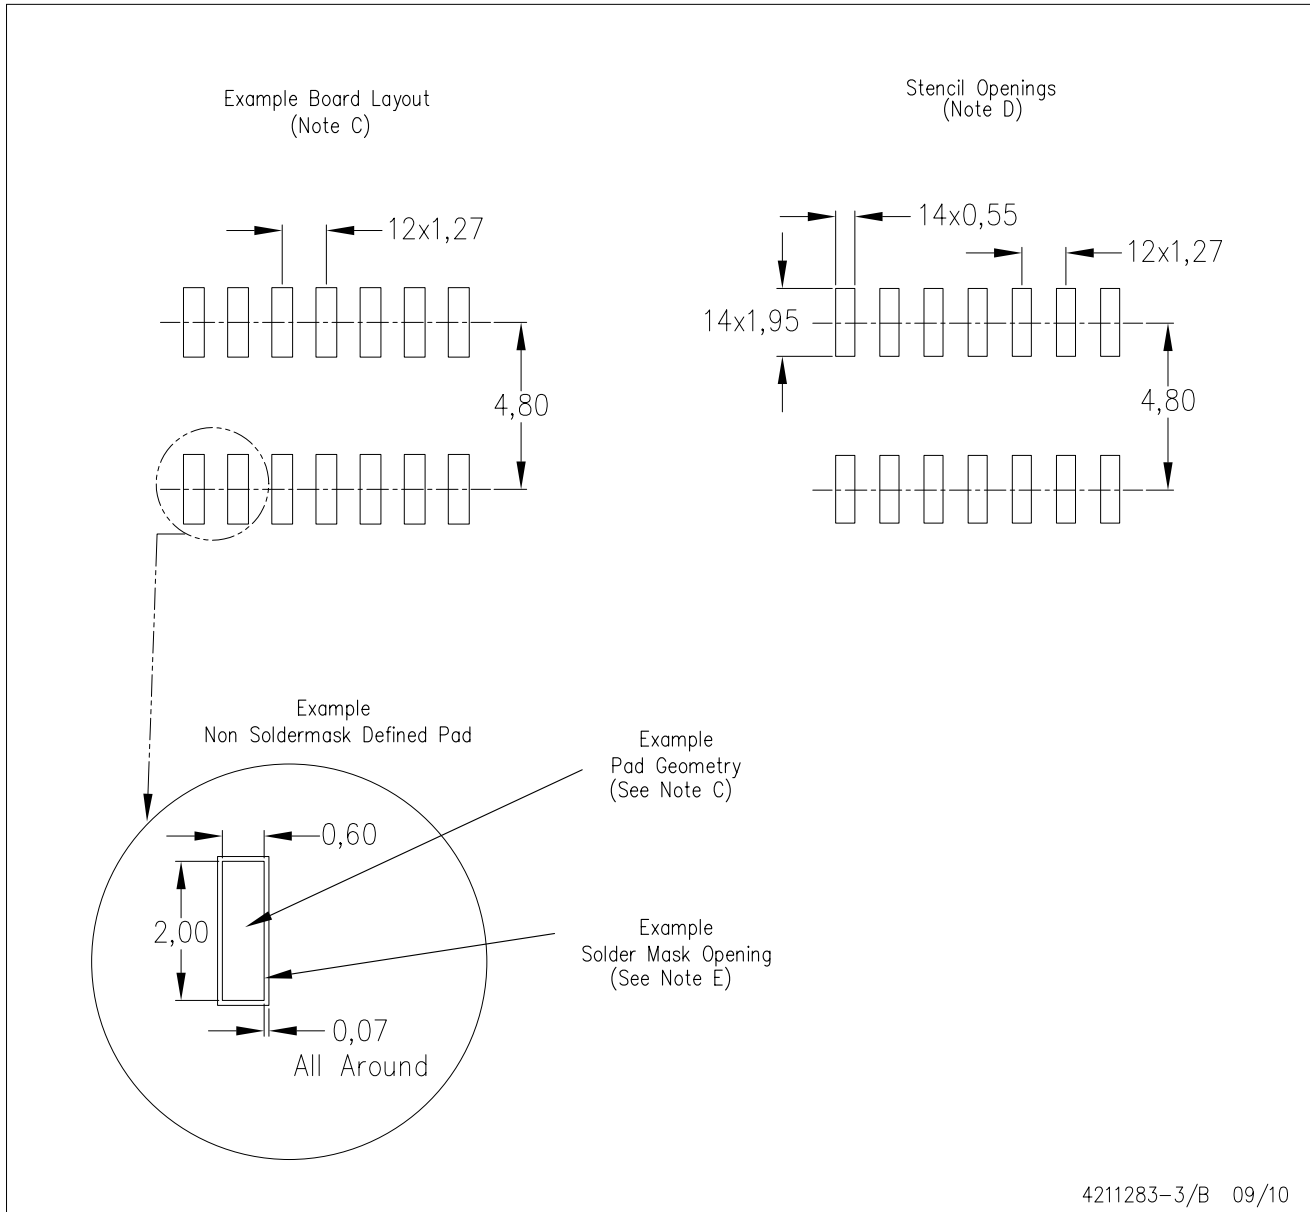 Example Board Layout
(Note C)
Stencil Openings
(Note D)
12x1,27
14x0,55
12x1,27
14x1,95
4,80
4,80
Example
Non Soldermask Defined Pad
Example
Pad Geometry
(See Note C)
0,60
2,00
Example
Solder Mask Opening
(See Note E)
0,07
All Around
4211283-3/B 09/10